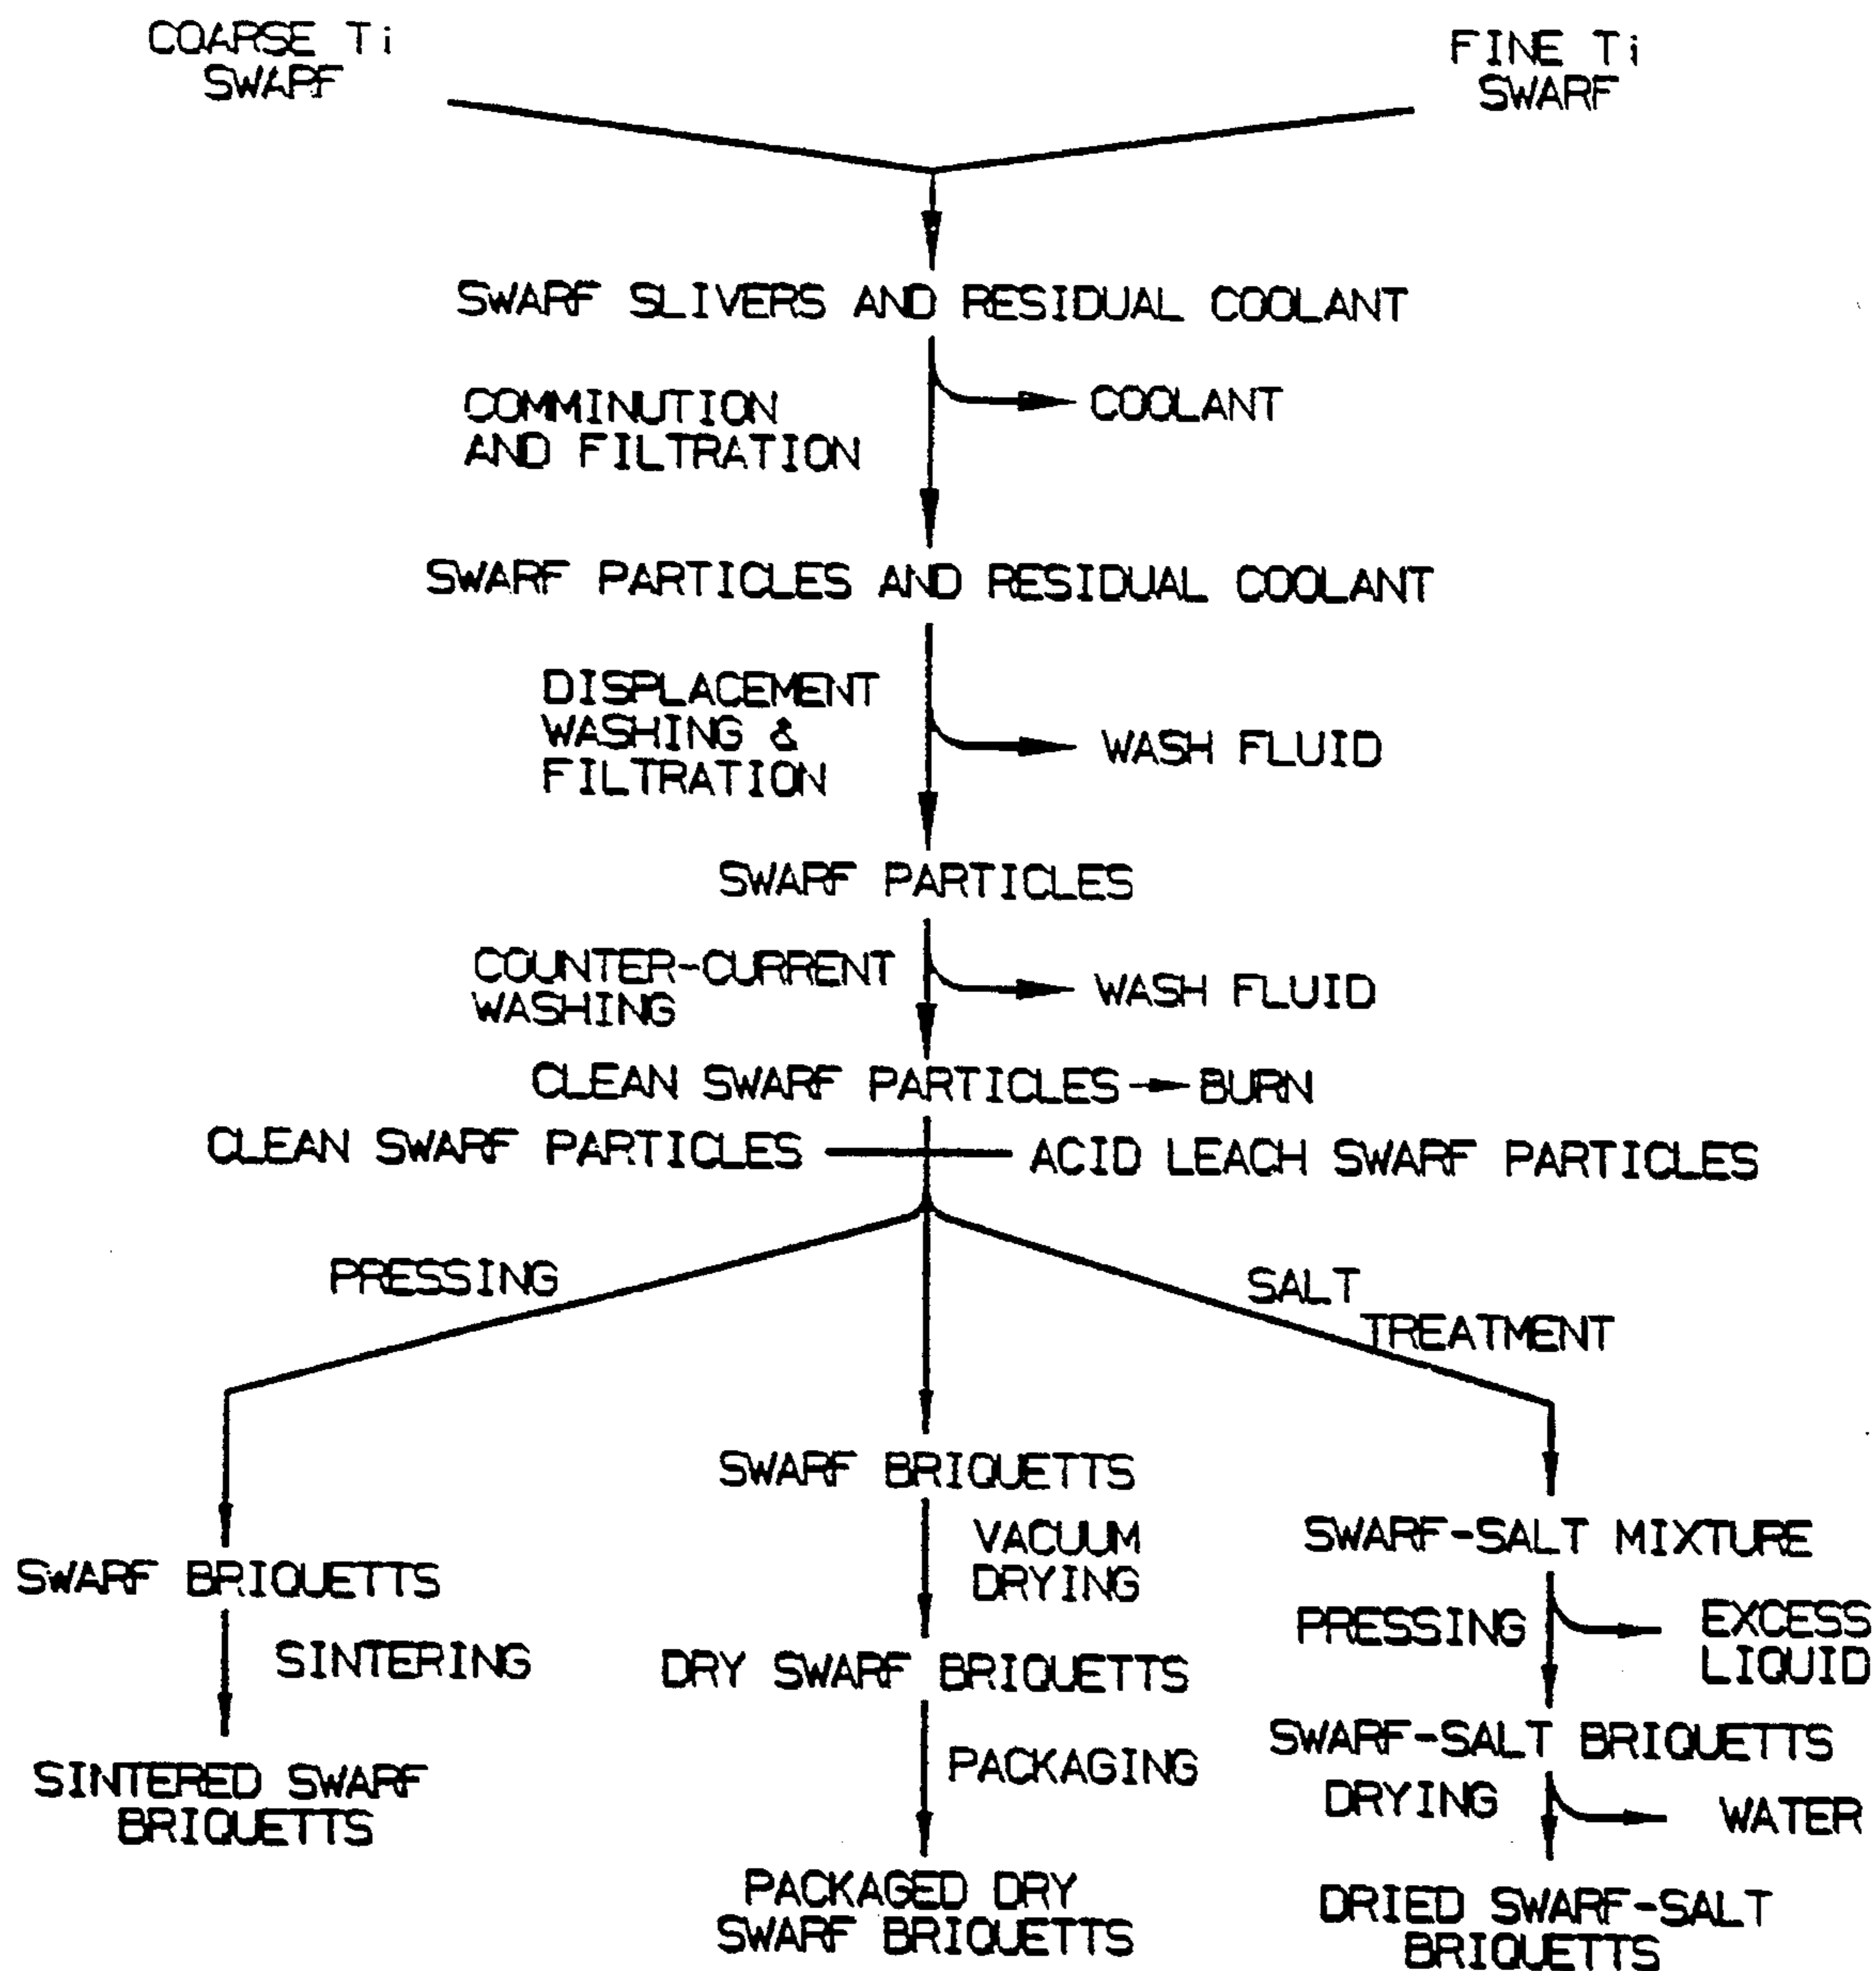 COARSE Ti
SWARF
FINE Ti
SWARF
SWARF SLIVERS AND RESIDUAL COOLANT
COMMINUTION
AND FILTRATION
COOLANT
SWARF PARTICLES AND RESIDUAL COOLANT
DISPLACEMENT
WASHING &
FILTRATION
WASH FLUID
SWARF PARTICLES
COUNTER-CURRENT
WASHING
WASH FLUID
CLEAN SWARF PARTICLES
BURN
CLEAN SWARF PARTICLES
ACID LEACH SWARF PARTICLES
PRESSING
SALT
TREATMENT
SWARF BRIQUETTS
SINTERING
SINTERED SWARF
BRIQUETTS
SWARF BRIQUETTS
VACUUM
DRYING
DRY SWARF BRIQUETTS
PACKAGING
PACKAGED DRY
SWARF BRIQUETTS
SWARF-SALT MIXTURE
PRESSING
EXCESS
LIQUID
SWARF-SALT BRIQUETTS
DRYING
WATER
DRIED SWARF-SALT
BRIQUETTS